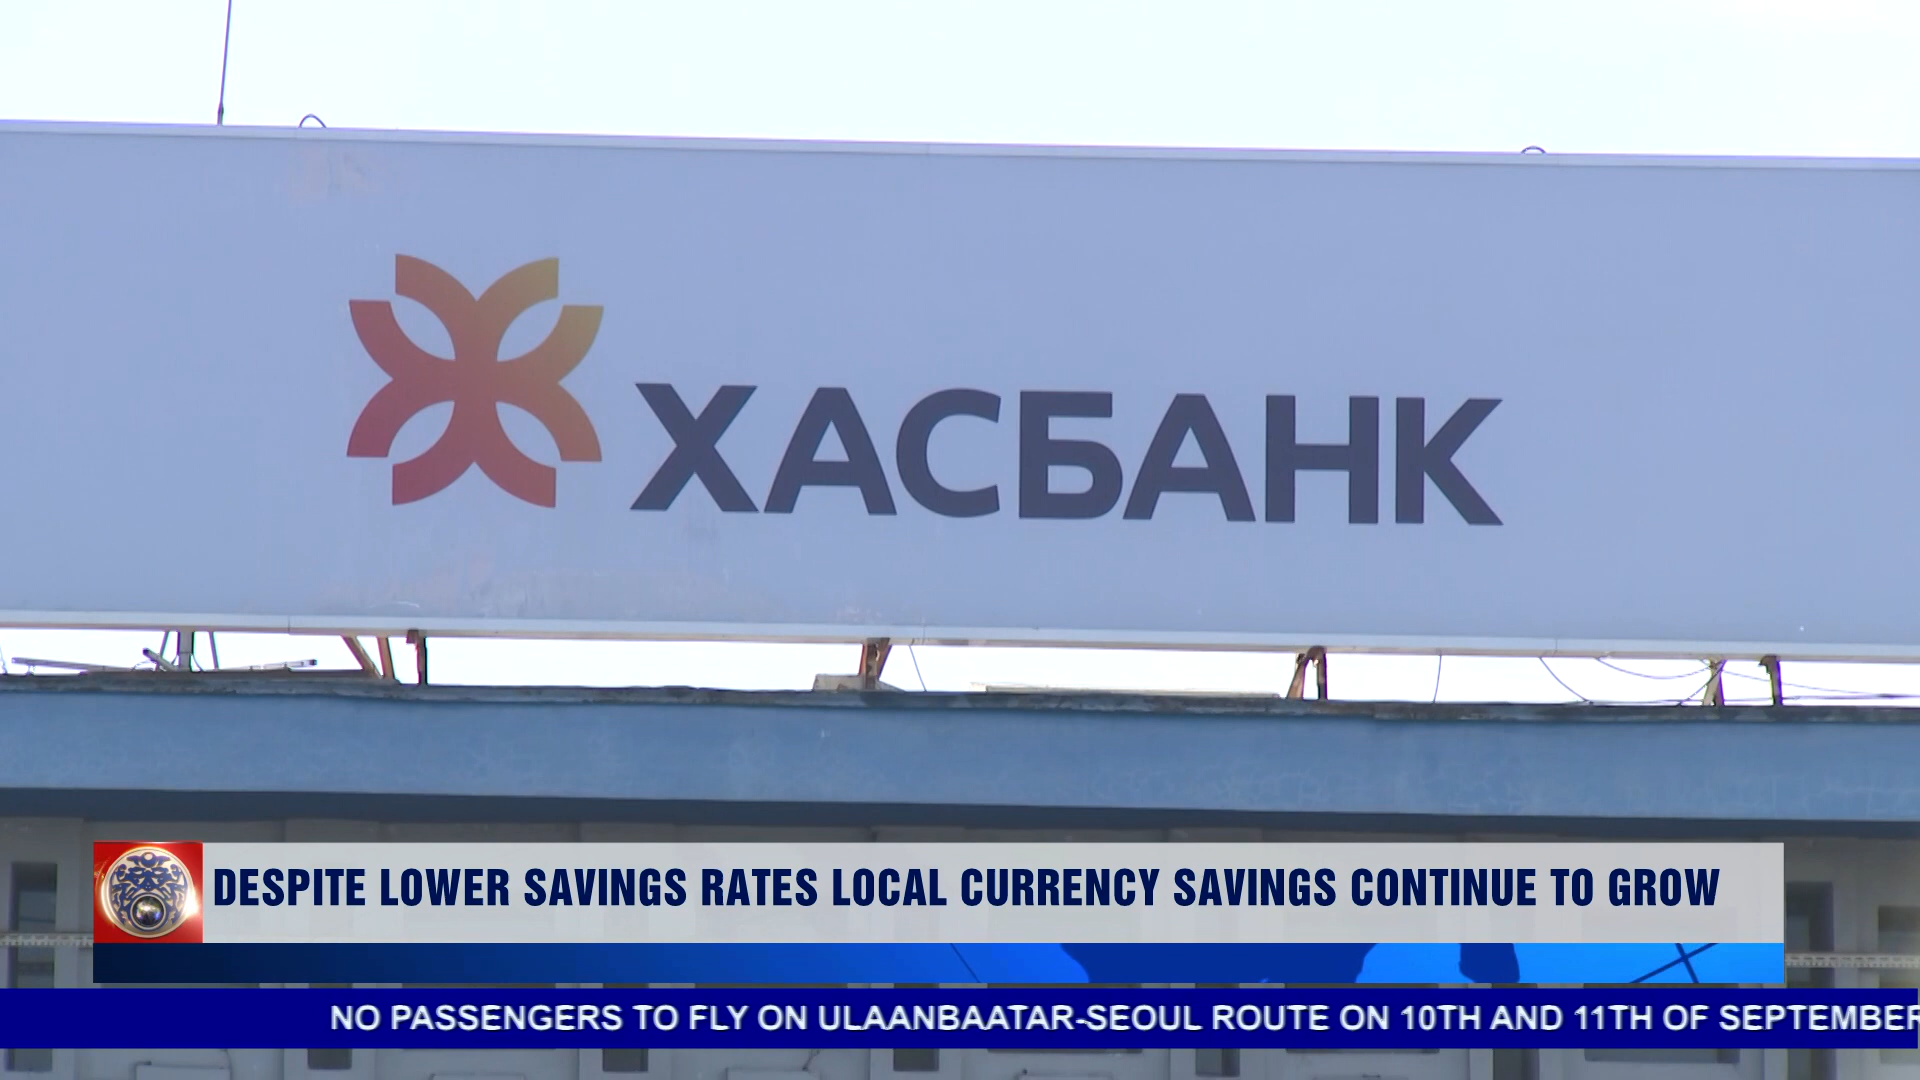 ХАСБАНК
DESPITE LOWER SAVINGS RATES LOCAL CURRENCY SAVINGS CONTINUE TO GROW
NO PASSENGERS TO FLY ON ULAANBAATAR-SEOUL ROUTE ON 10TH AND 11TH OF SEPTEMBER